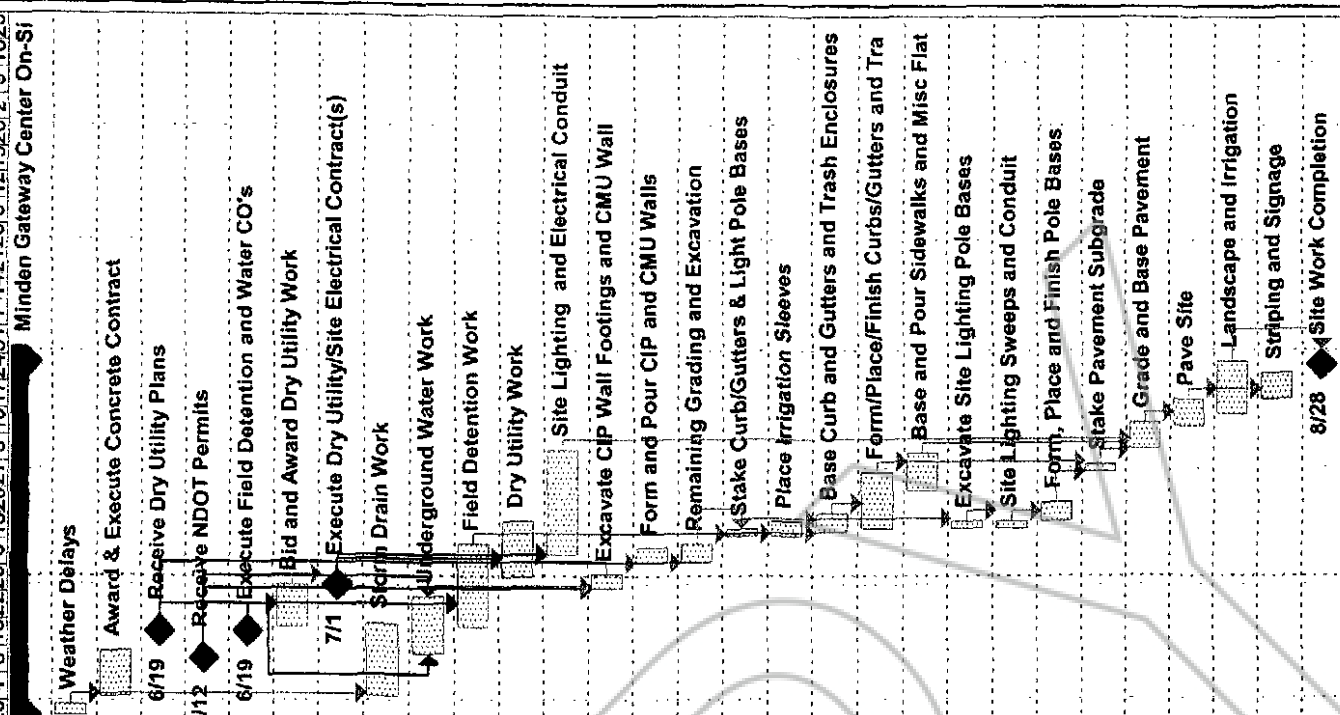 Minden Gateway Center On-Si
Weather Delays
Award & Execute Concrete Contract
6/19 Receive Dry Utility Plans
/12 Receive NDOT Permits
6/19 Execute Field Detention and Water CO's
Bid and Award Dry Utility Work
7/1 Execute Dry Utility/Site Electrical Contract(s)
Storm Drain Work
Underground Water Work
Field Detention Work
Dry Utility Work
Site Lighting and Electrical Conduit
Excavate CIP Wall Footings and CMU Wall
Form and Pour CIP and CMU Walls
Remaining Grading and Excavation
Stake Curb/Gutters & Light Pole Bases
Place Irrigation Sleeves
Base Curb and Gutters and Trash Enclosures
Form/Place/Finish Curbs/Gutters and Tra
Base and Pour Sidewalks and Misc Flat
Excavate Site Lighting Pole Bases
Site Lighting Sweeps and Conduit
Form, Place and Finish Pole Bases
Stake Pavement Subgrade
Grade and Base Pavement
Pave Site
Landscape and Irrigation
Striping and Signage
8/28 Site Work Completion